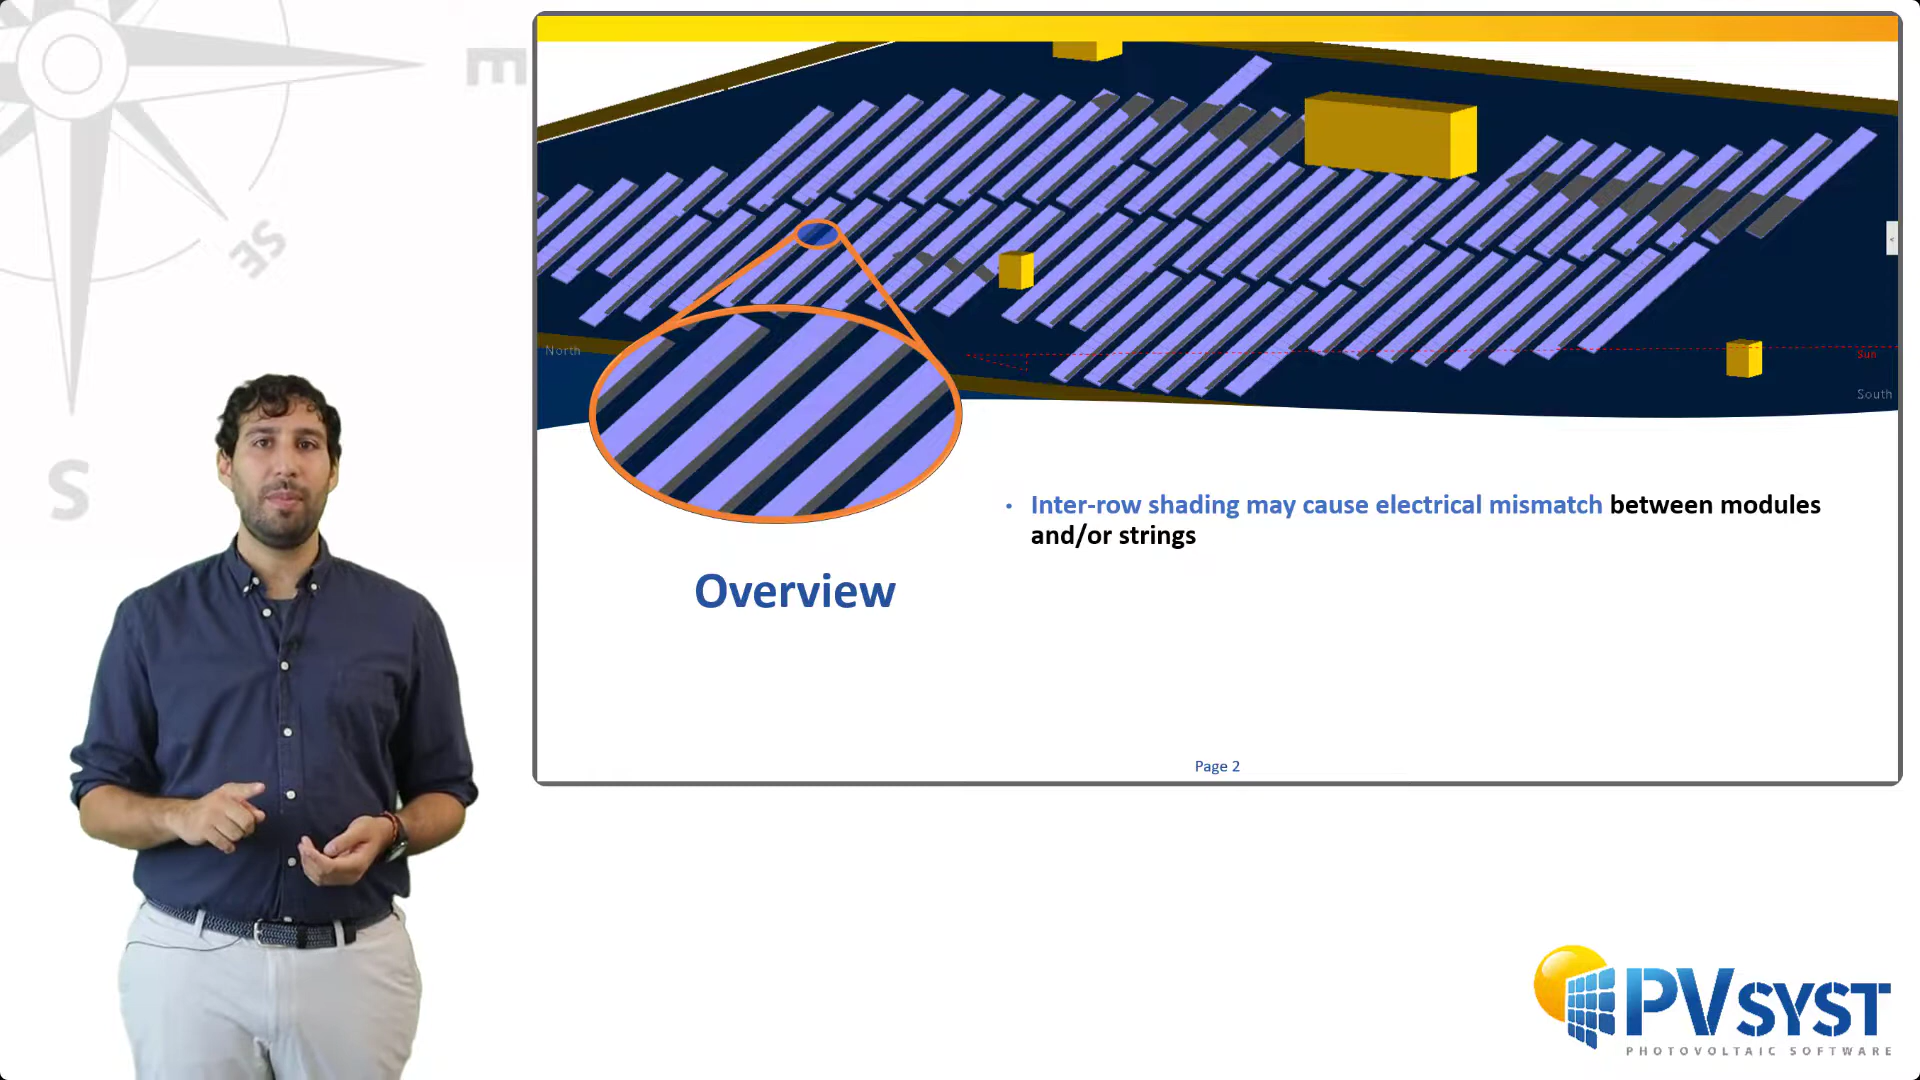 E
SE
S
North
Sun
South
• Inter-row shading may cause electrical mismatch between modules
and/or strings
Overview
Page 2
PVSYST
PHOTOVOLTAIC SOFTWARE